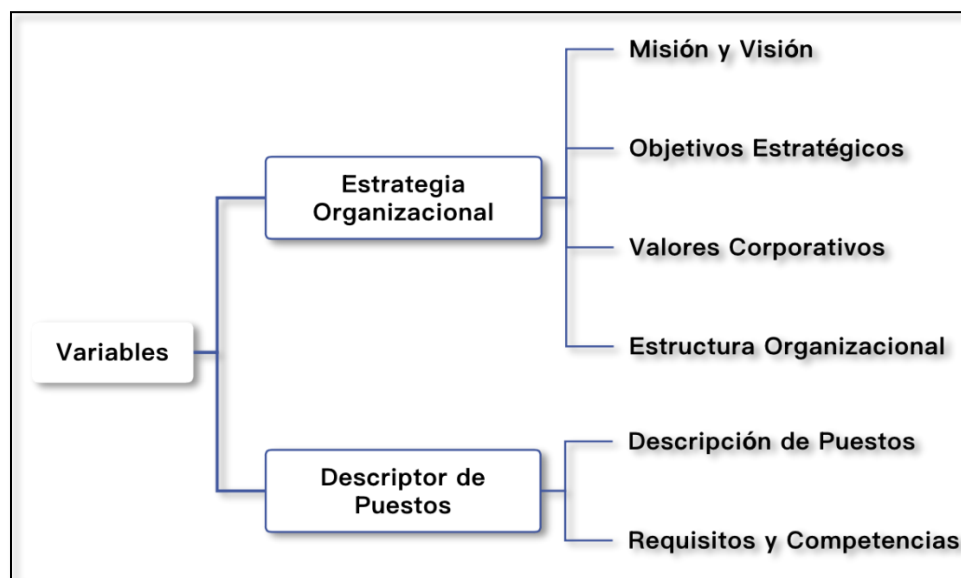 Misión y Visión
Objetivos Estratégicos
Estrategia
Organizacional
Valores Corporativos
Estructura Organizacional
Variables
Descripción de Puestos
Descriptor de
Puestos
Requisitos y Competencias